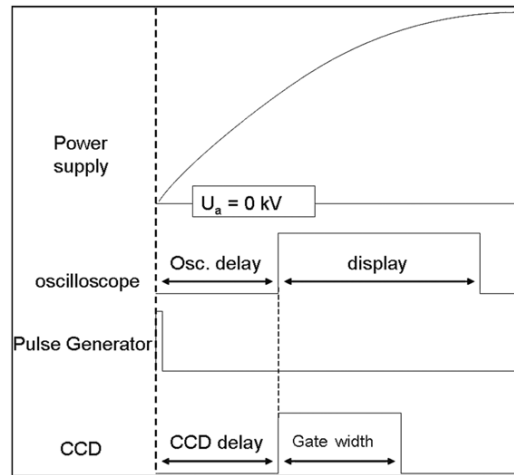 Power
supply
Uₐ = 0 kV
Osc. delay
display
oscilloscope
Pulse Generator
CCD delay
Gate width
CCD